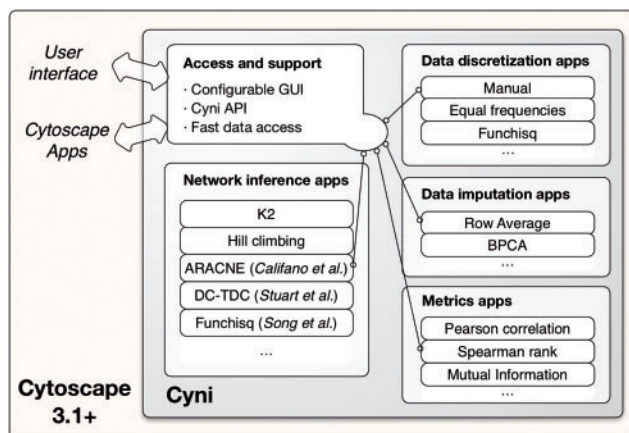 User
interface
Cytoscape
Apps
Access and support
· Configurable GUI
· Cyni API
· Fast data access
Network inference apps
K2
Hill climbing
ARACNE (Califano et al.)
DC-TDC (Stuart et al.)
Funchisq (Song et al.)
...
Data discretization apps
Manual
Equal frequencies
Funchisq
...
Data imputation apps
Row Average
BPCA
...
Metrics apps
Pearson correlation
Spearman rank
Mutual Information
...
Cytoscape
3.1+
Cyni